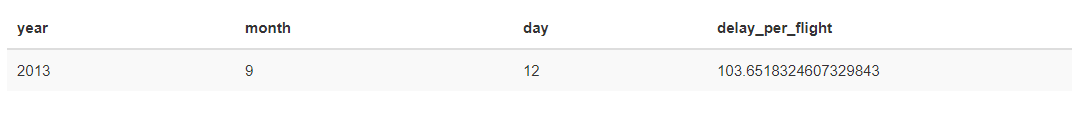 year month day delay_per_flight
2013 9 12 103.6518324607329843